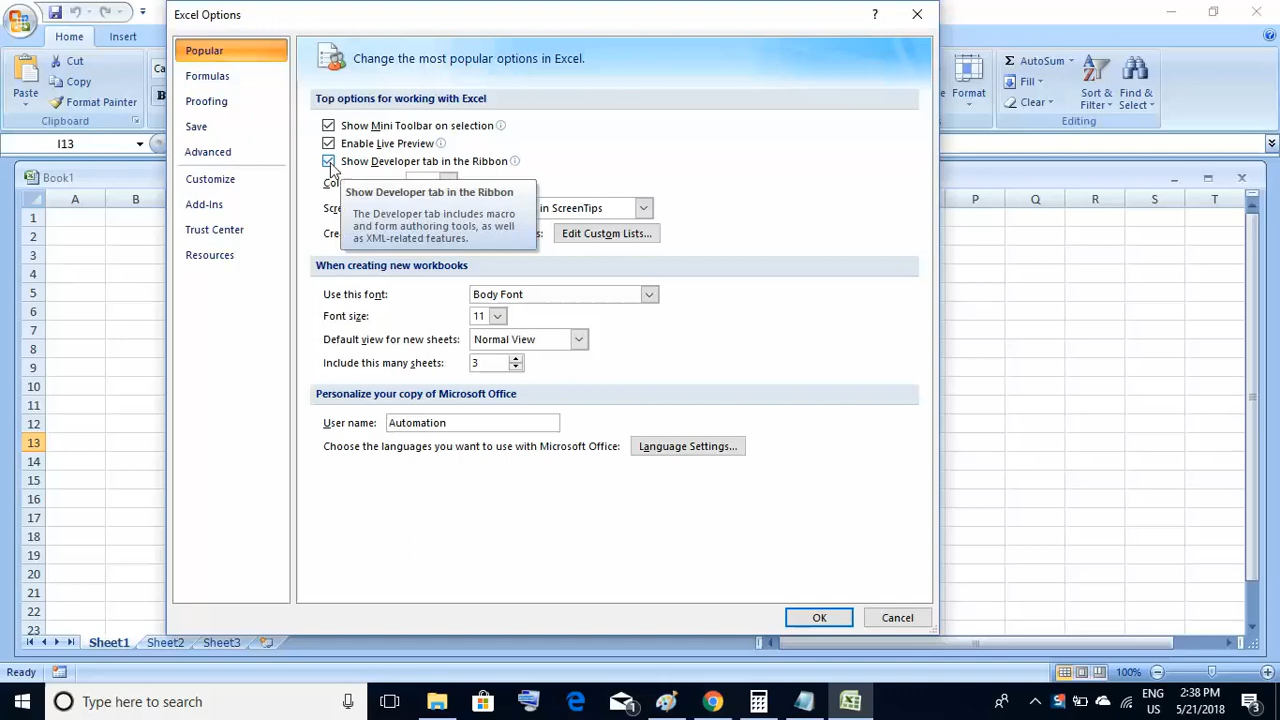 Excel Options
?
Home
Insert
Cut
Copy
Format Painter
Paste
Clipboard
Ca
B
Format
AutoSum
Fill
Clear
Sort &
Filter
Find &
Select
Editing
I13
Book1
A B P Q R S T
1
2
3
4
5
6
7
8
9
10
11
12
13
14
15
16
17
18
19
20
21
22
23
Popular
Formulas
Proofing
Save
Advanced
Customize
Add-Ins
Trust Center
Resources
Change the most popular options in Excel.
Top options for working with Excel
Show Mini Toolbar on selection
Enable Live Preview
Show Developer tab in the Ribbon
Show Developer tab in the Ribbon
The Developer tab includes macro
and form authoring tools, as well
as XML-related features.
in ScreenTips
Edit Custom Lists...
When creating new workbooks
Use this font: Body Font
Font size: 11
Default view for new sheets: Normal View
Include this many sheets: 3
Personalize your copy of Microsoft Office
User name: Automation
Choose the languages you want to use with Microsoft Office: Language Settings...
OK
Cancel
Sheet1 Sheet2 Sheet3
Ready
100%
Type here to search
1
ENG
US
2:38 PM
5/21/2018
3